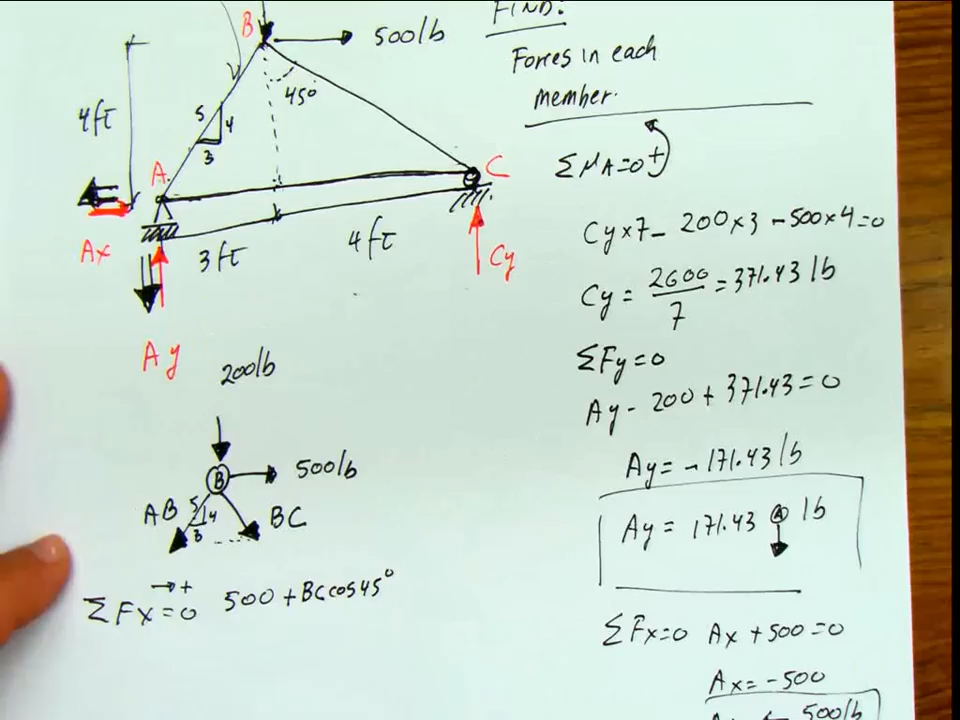 B
500lb
FIND:
Forces in each
member.
4ft
5
4
3
45°
A
C
ΣMA=0 +
Ax
3ft
4ft
Cy
Ay
Cy×7- 200×3 -500×4=0
Cy = 2600/7 = 371.43 lb
ΣFy=0
Ay- 200+371.43=0
Ay= -171.43 lb
Ay= 171.43 A lb
200lb
B
500lb
AB
5
4
3
BC
ΣFx=0 → + 500+BCcos45°
ΣFx=0 Ax+500=0
Ax= -500
500lb